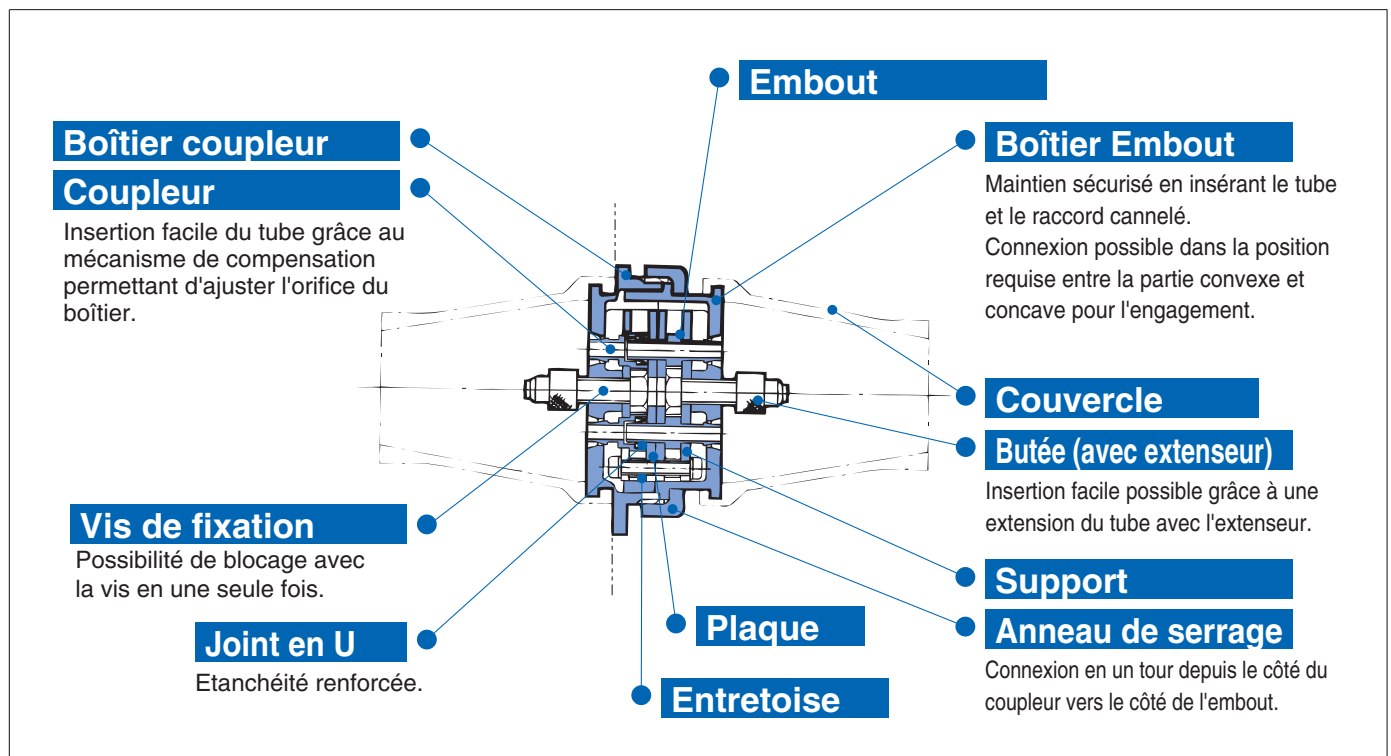 Embout
Boîtier coupleur
Coupleur
Insertion facile du tube grâce au
mécanisme de compensation
permettant d'ajuster l'orifice du
boîtier.
Boîtier Embout
Maintien sécurisé en insérant le tube
et le raccord cannelé.
Connexion possible dans la position
requise entre la partie convexe et
concave pour l'engagement.
Couvercle
Butée (avec extenseur)
Insertion facile possible grâce à une
extension du tube avec l'extenseur.
Vis de fixation
Possibilité de blocage avec
la vis en une seule fois.
Support
Joint en U
Etanchéité renforcée.
Plaque
Anneau de serrage
Connexion en un tour depuis le côté du
coupleur vers le côté de l'embout.
Entretoise